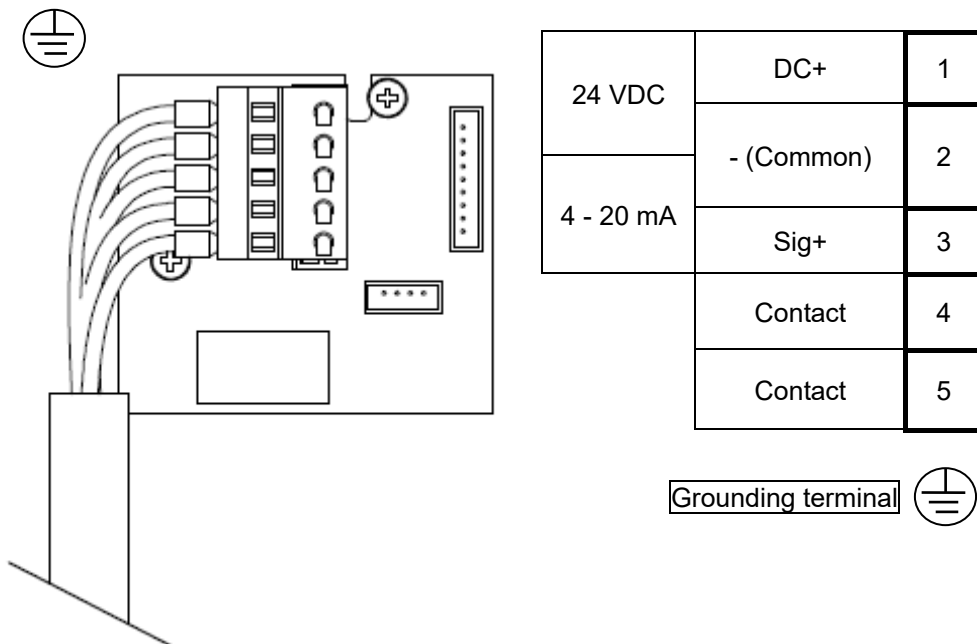 24 VDC
DC+
1
- (Common)
2
4 - 20 mA
Sig+
3
Contact
4
Contact
5
Grounding terminal